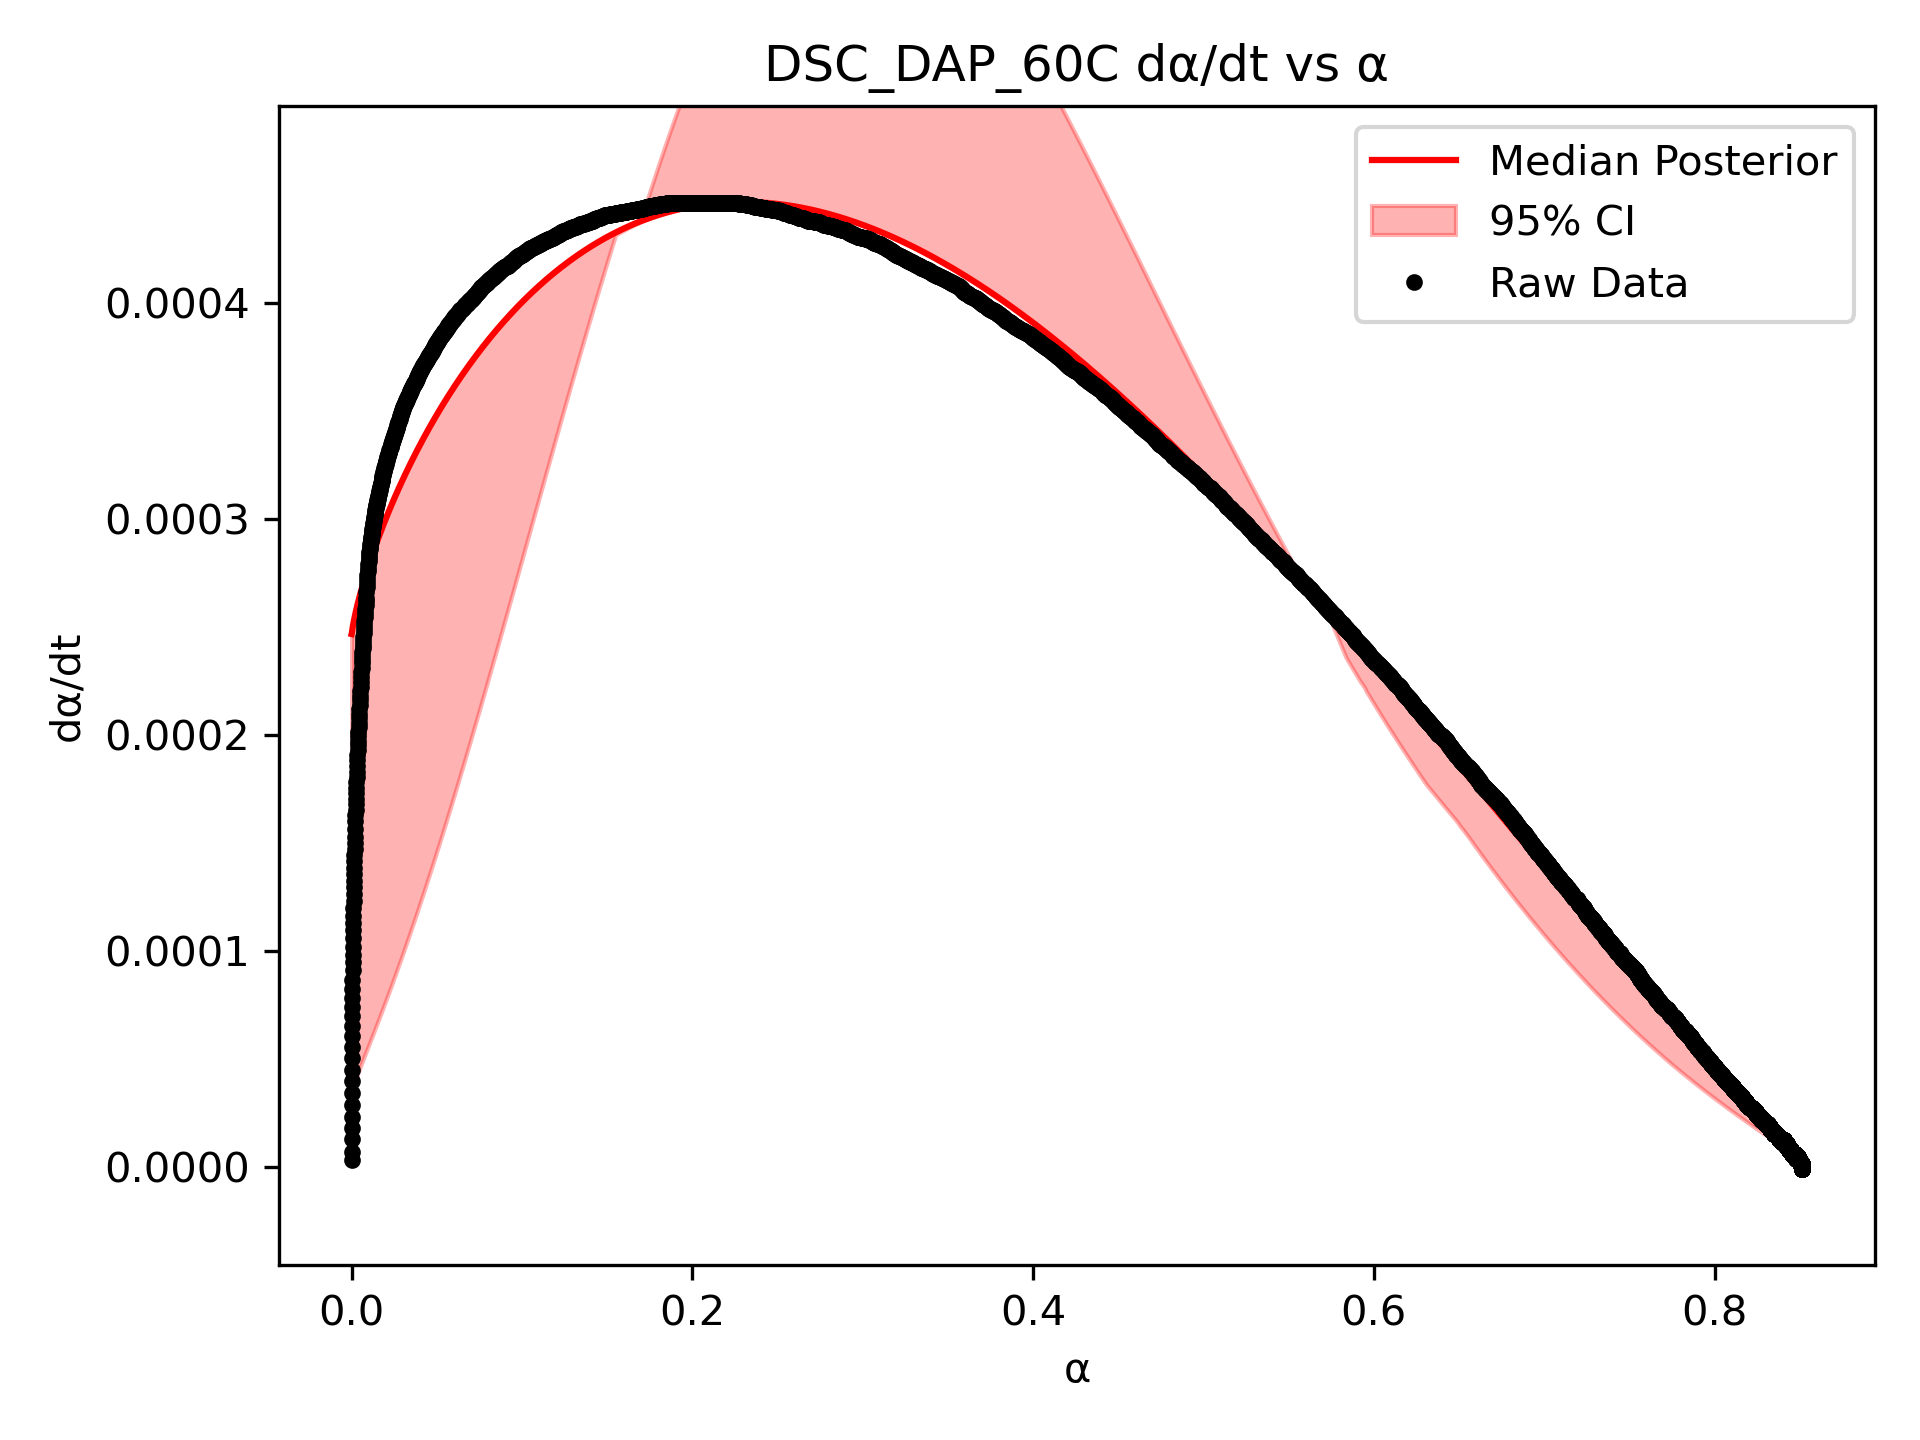 DSC_DAP_60C dα/dt vs α
Median Posterior
95% CI
Raw Data
dα/dt
0.0004
0.0003
0.0002
0.0001
0.0000
0.0 0.2 0.4 0.6 0.8
α